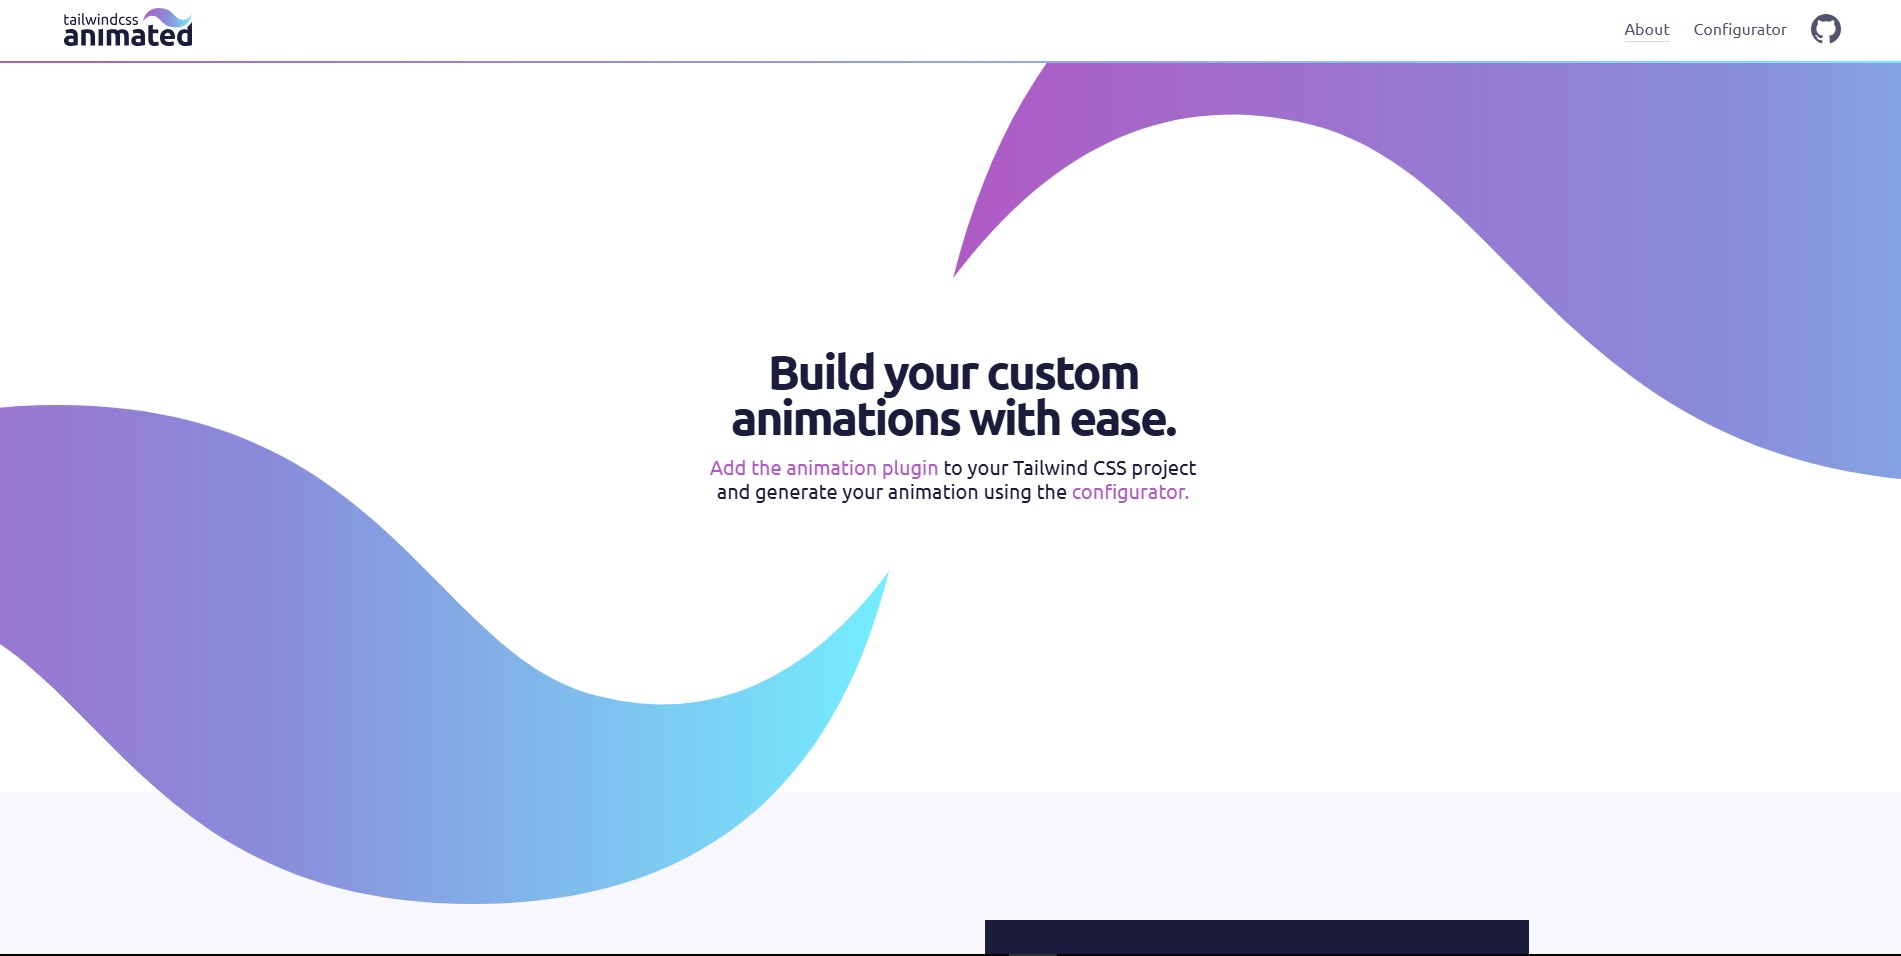 tailwindcss
animated
About
Configurator
Build your custom
animations with ease.
Add the animation plugin to your Tailwind CSS project
and generate your animation using the configurator.